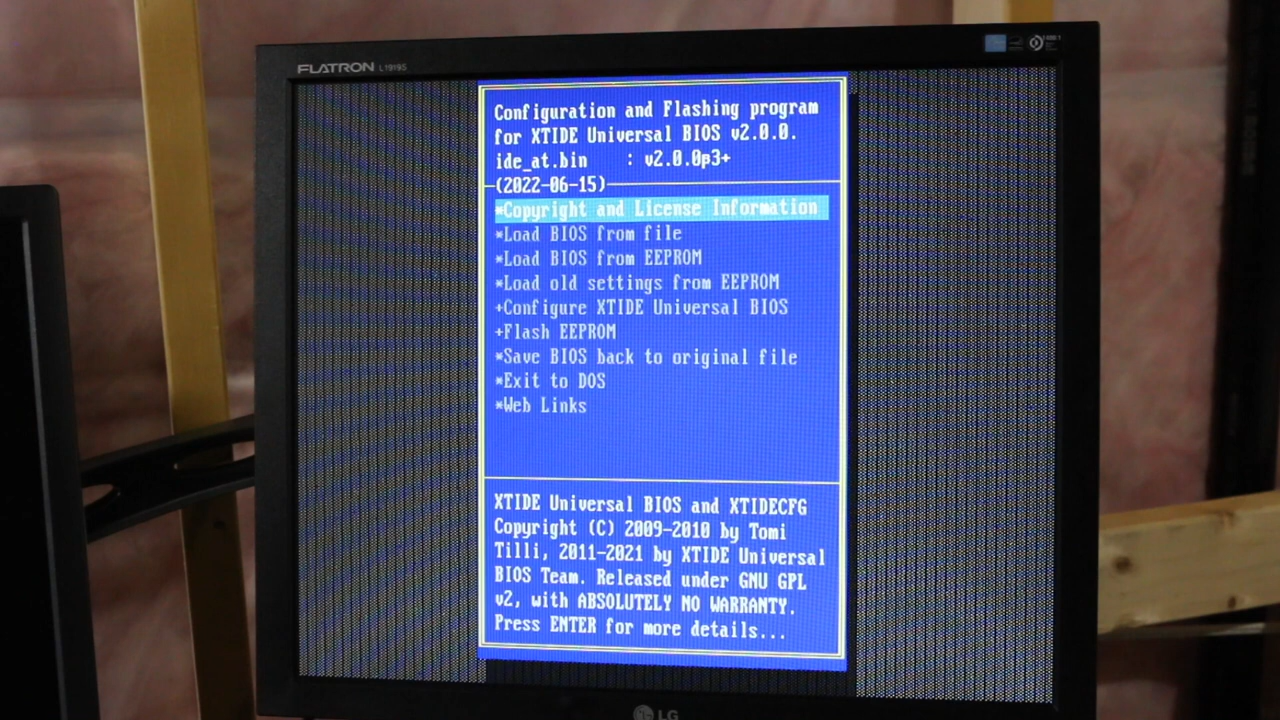 FLATRON L1919S
Configuration and Flashing program
for XTIDE Universal BIOS v2.0.0.
ide_at.bin    : v2.0.0β3+
(2022-06-15)
*Copyright and License Information
*Load BIOS from file
*Load BIOS from EEPROM
*Load old settings from EEPROM
+Configure XTIDE Universal BIOS
+Flash EEPROM
*Save BIOS back to original file
*Exit to DOS
*Web Links
XTIDE Universal BIOS and XTIDECFG
Copyright (C) 2009-2010 by Tomi
Tilli, 2011-2021 by XTIDE Universal
BIOS Team. Released under GNU GPL
v2, with ABSOLUTELY NO WARRANTY.
Press ENTER for more details...
LG